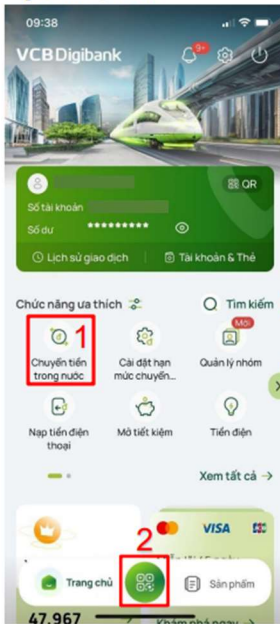 09:38
VCB Digibank
9+
QR
Số tài khoản
Số dư ********* 
Lịch sử giao dịch Tài khoản & Thẻ
Chức năng ưa thích Tìm kiếm
1 Mới
Chuyển tiền Cài đặt hạn Quản lý nhóm
trong nước mức chuyển...
Nạp tiền điện Mở tiết kiệm Tiền điện
thoại
Xem tất cả →
VISA
2
Trang chủ Sản phẩm
47.967 Khám phá ngay →